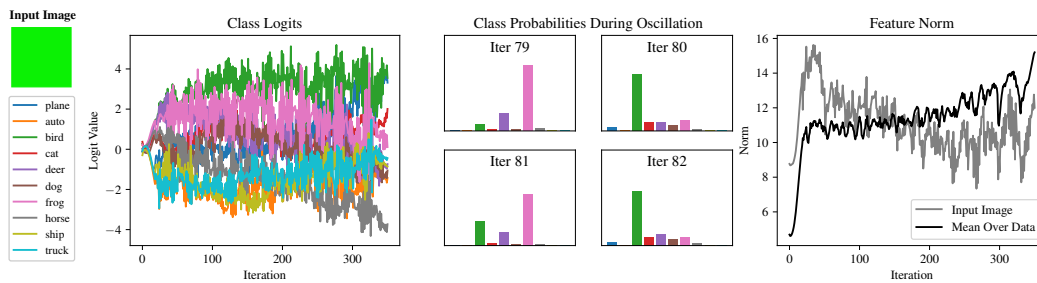 Input Image
plane
auto
bird
cat
deer
dog
frog
horse
ship
truck
Class Logits
Logit Value
4
2
0
−2
−4
0
100
200
300
Iteration
Class Probabilities During Oscillation
Iter 79
Iter 80
Iter 81
Iter 82
Feature Norm
Norm
16
14
12
10
8
6
0
100
200
300
Iteration
Input Image
Mean Over Data